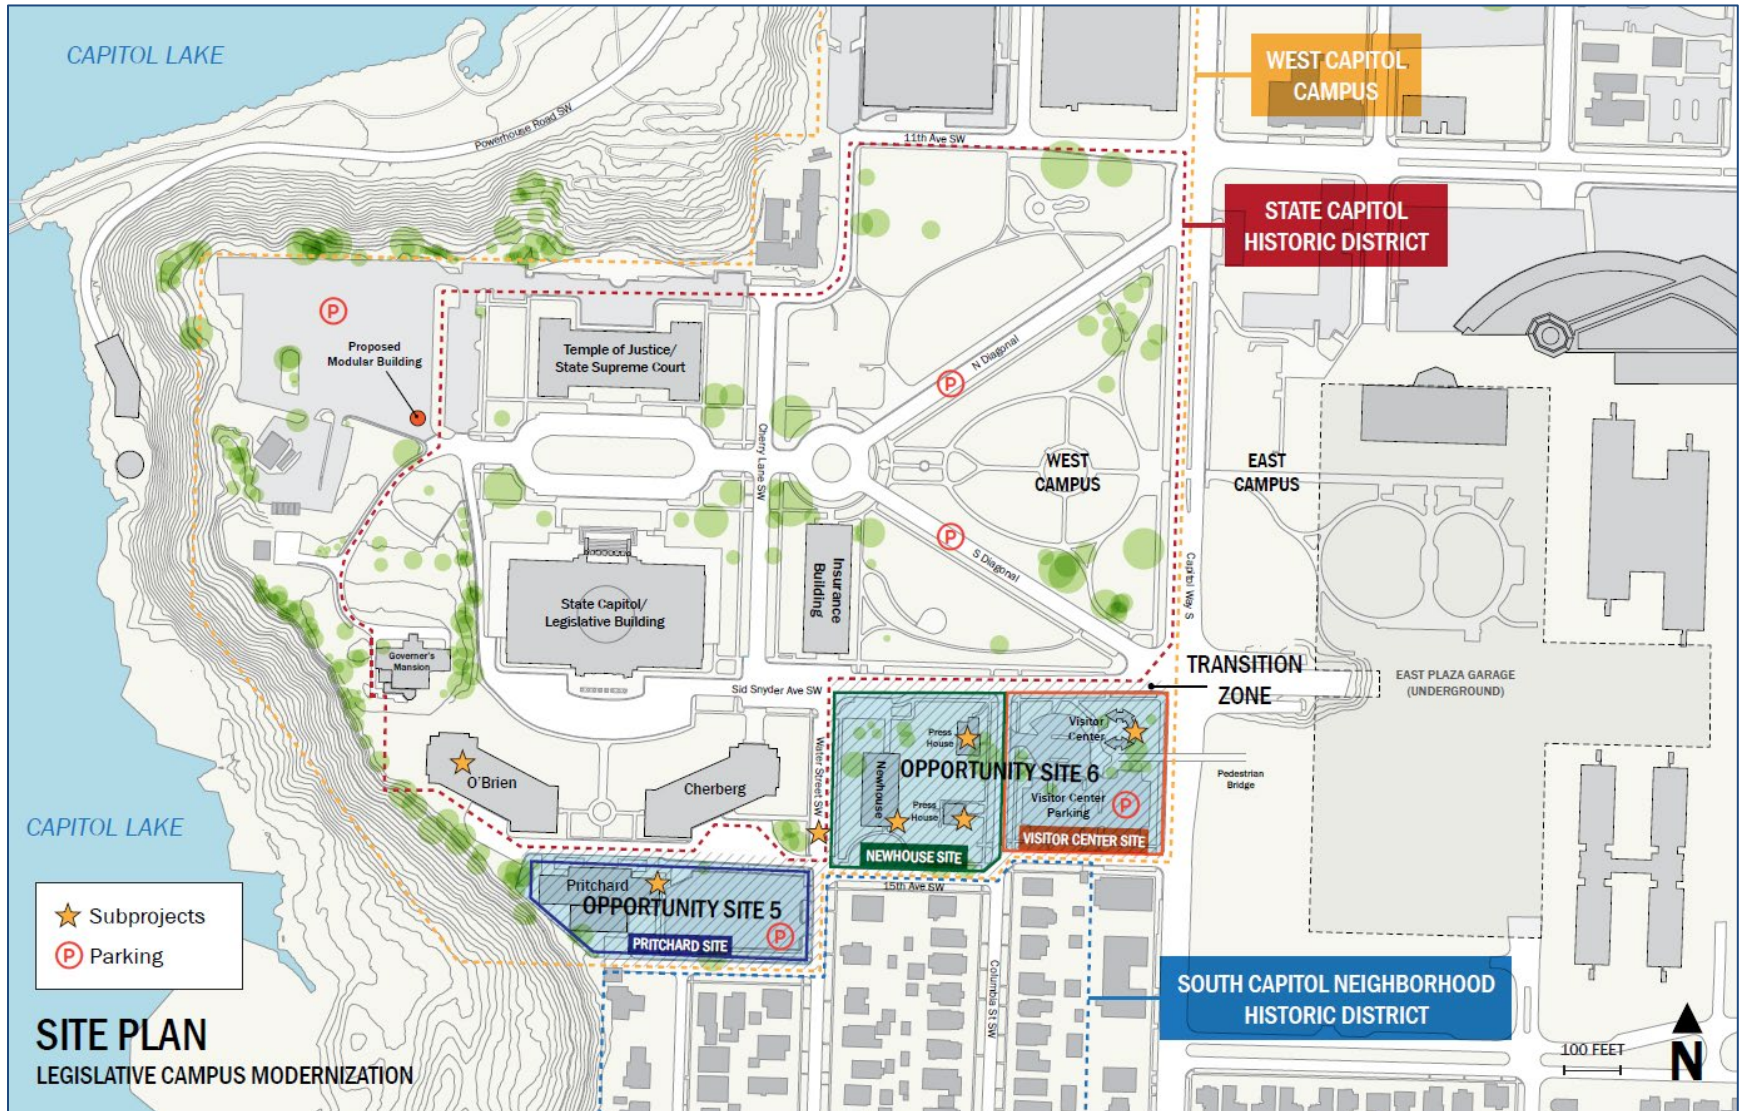 CAPITOL LAKE
WEST CAPITOL
CAMPUS
Powerhouse Road SW
11th Ave SW
STATE CAPITOL
HISTORIC DISTRICT
P
Proposed
Modular Building
Temple of Justice/
State Supreme Court
N Diagonal
P
Cherry Lane SW
WEST
CAMPUS
EAST
CAMPUS
P
S Diagonal
Insurance
Building
Capitol Way S
State Capitol/
Legislative Building
Governer's
Mansion
TRANSITION
ZONE
EAST PLAZA GARAGE
(UNDERGROUND)
Sid Snyder Ave SW
Water Street SW
Press
House
Visitor
Center
Newhouse
OPPORTUNITY SITE 6
O'Brien
Cherberg
Pedestrian
Bridge
Press
House
Visitor Center
Parking
P
CAPITOL LAKE
NEWHOUSE SITE
VISITOR CENTER SITE
15th Ave SW
Pritchard
OPPORTUNITY SITE 5
PRITCHARD SITE
P
Subprojects
P Parking
Columbia St SW
SOUTH CAPITOL NEIGHBORHOOD
HISTORIC DISTRICT
SITE PLAN
LEGISLATIVE CAMPUS MODERNIZATION
100 FEET
N